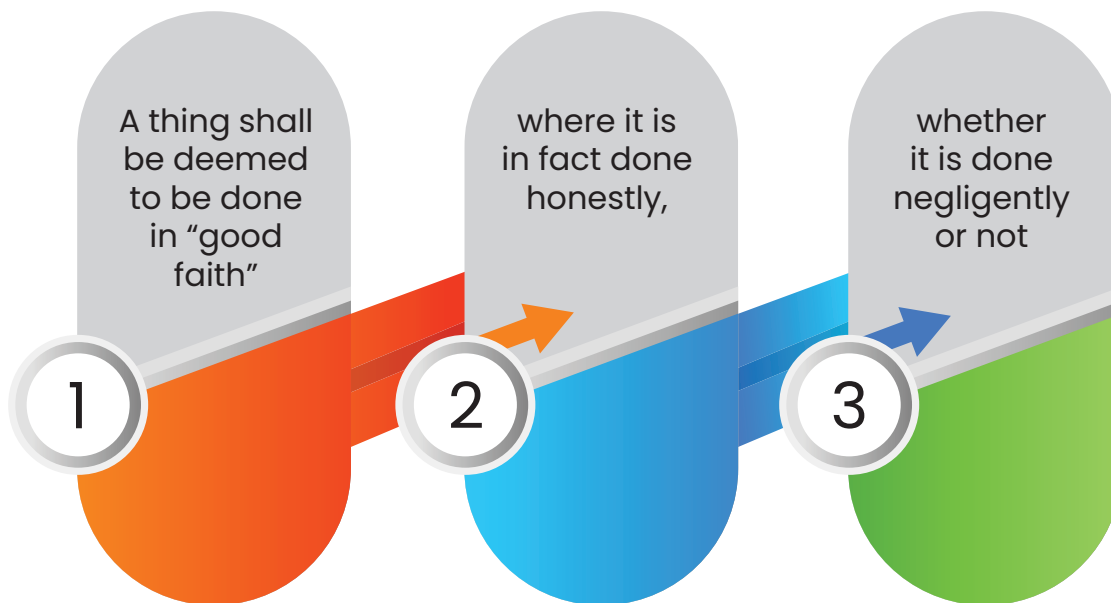 A thing shall
be deemed
to be done
in “good
faith”
1
where it is
in fact done
honestly,
2
whether
it is done
negligently
or not
3